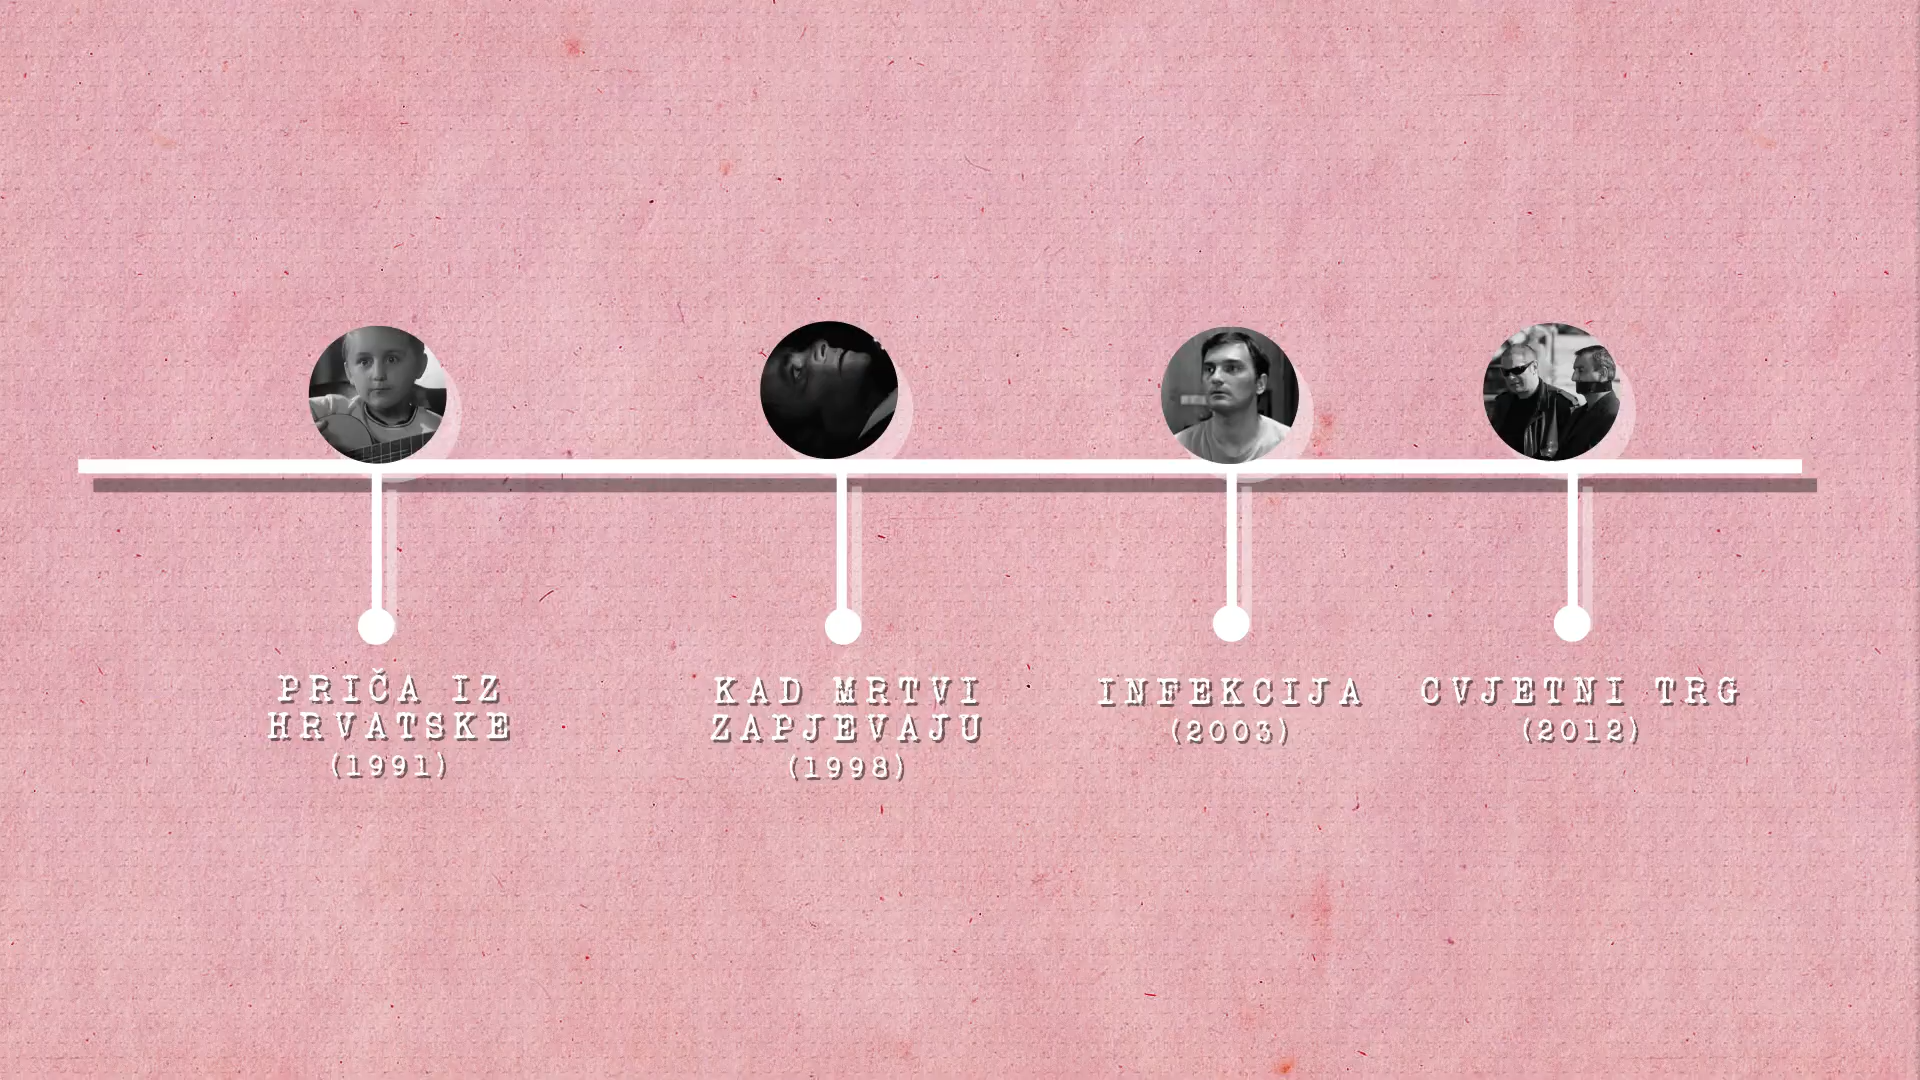 PRIČA IZ
HRVATSKE
(1991)
KAD MRTVI
ZAPJEVAJU
(1998)
INFEKCIJA
(2003)
CVJETNI TRG
(2012)